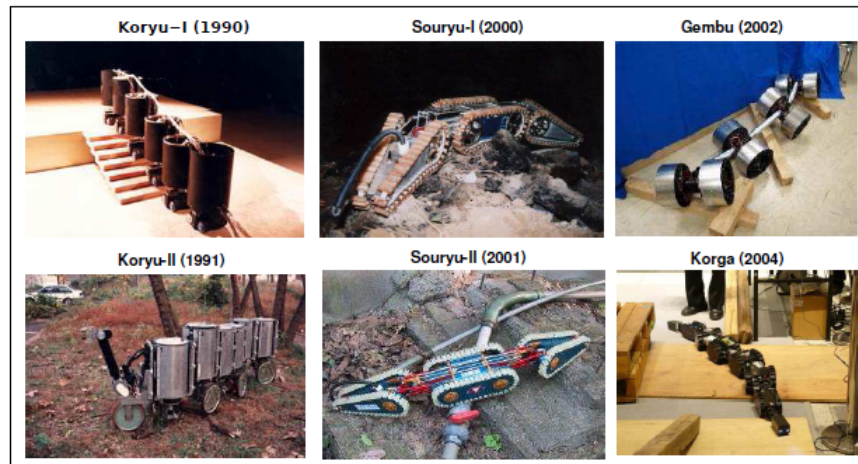 Koryu-I (1990)
Souryu-I (2000)
Gembu (2002)
Koryu-II (1991)
Souryu-II (2001)
Korga (2004)